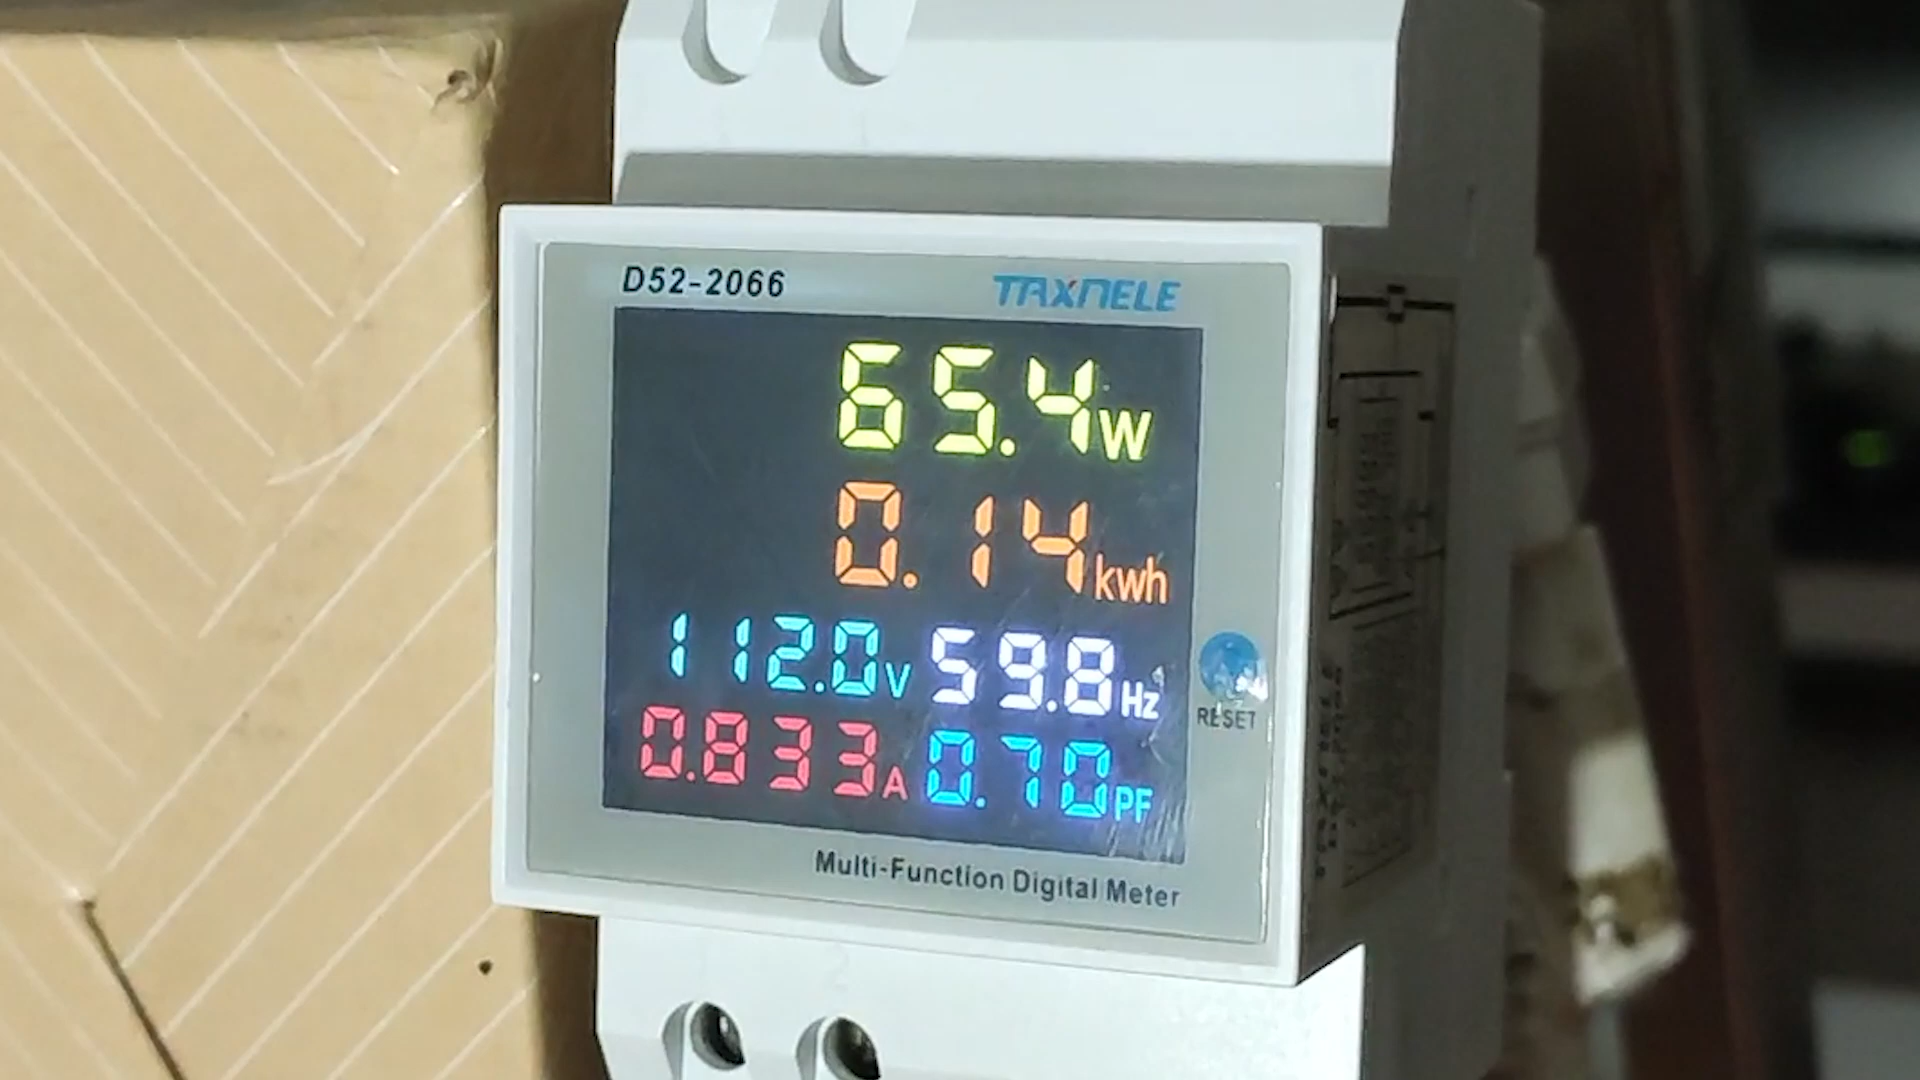 D52-2066 TAXNELE
65.4W
0.14kwh
112.0V 59.8Hz
0.833A 0.70PF
RESET
Multi-Function Digital Meter